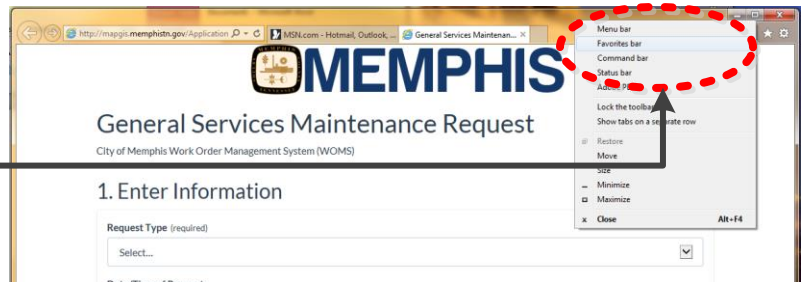 http://mapgis.memphistn.gov/Application
MSN.com - Hotmail, Outlook, ...
General Services Maintenan...
MEMPHIS
General Services Maintenance Request
City of Memphis Work Order Management System (WOMS)
1. Enter Information
Request Type (required)
Select...
Menu bar
Favorites bar
Command bar
Status bar
Lock the toolbars
Show tabs on a separate row
Restore
Move
Size
Minimize
Maximize
x Close Alt+F4